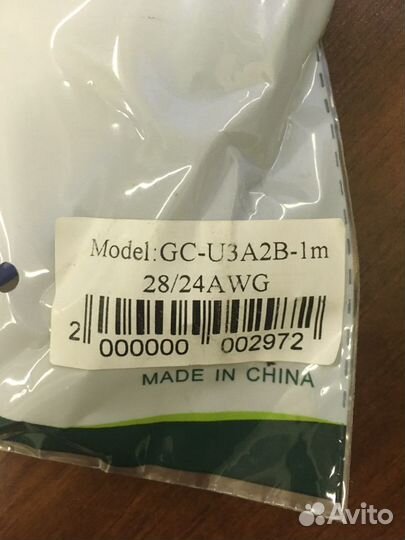 Model:GC-U3A2B-1m
28/24AWG
2 000000 002972
MADE IN CHINA
Avito